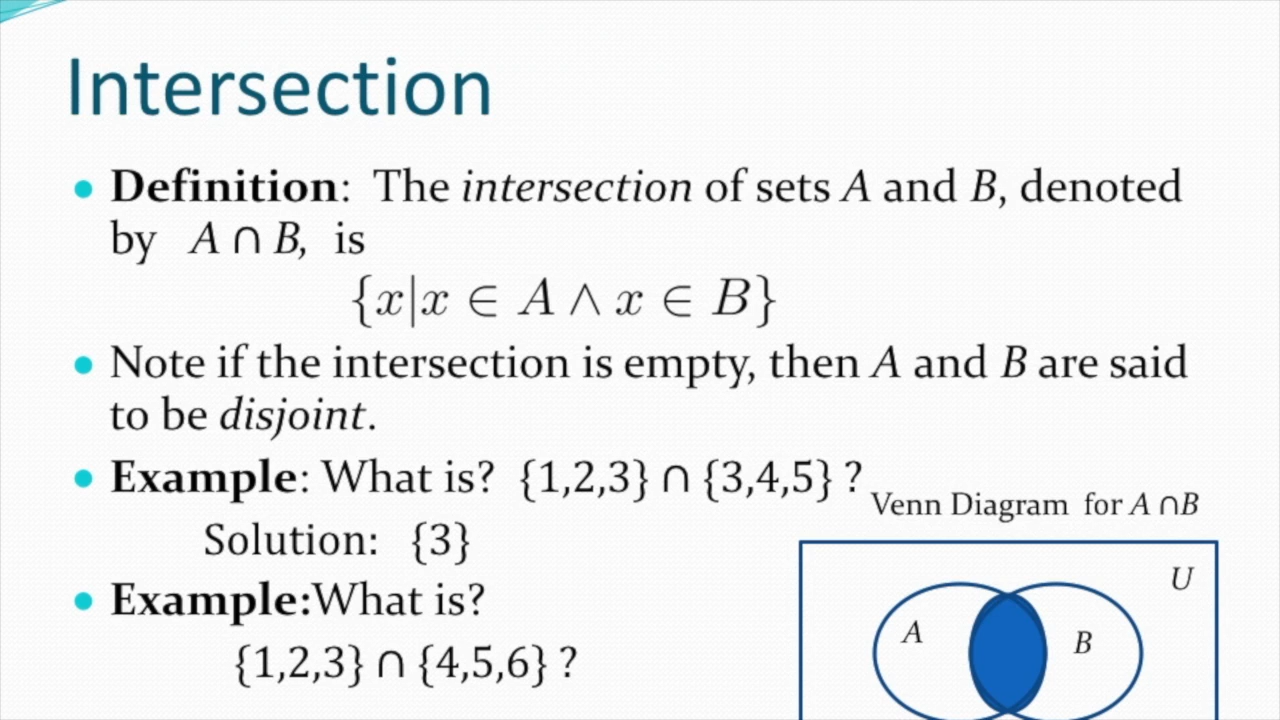 Intersection
• Definition: The intersection of sets A and B, denoted
by A ∩ B, is
{x|x ∈ A ∧ x ∈ B}
• Note if the intersection is empty, then A and B are said
to be disjoint.
• Example: What is? {1,2,3} ∩ {3,4,5} ?
Solution: {3}
• Example:What is?
{1,2,3} ∩ {4,5,6} ?
Venn Diagram for A ∩B
U
A
B